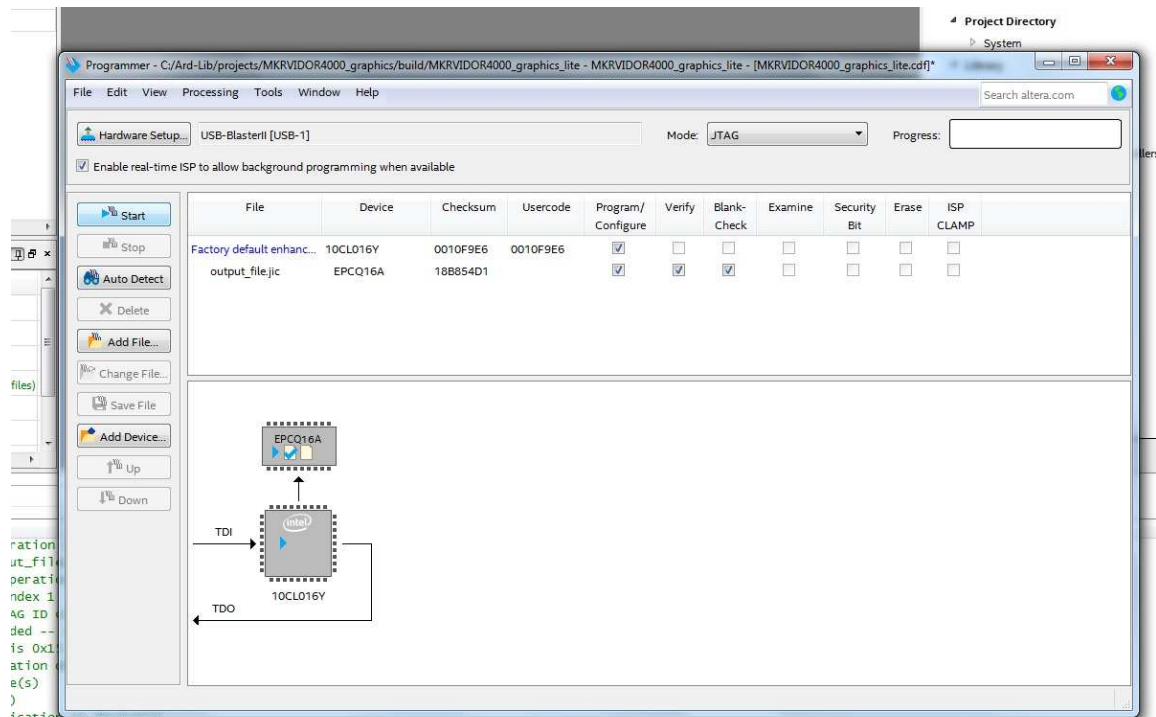 Project Directory
System
Programmer - C:/Ard-Lib/projects/MKRVIDOR4000_graphics/build/MKRVIDOR4000_graphics_lite - MKRVIDOR4000_graphics_lite - [MKRVIDOR4000_graphics_lite.cdf]*
File Edit View Processing Tools Window Help
Search altera.com
Hardware Setup... USB-BlasterII [USB-1] Mode: JTAG Progress:
Enable real-time ISP to allow background programming when available
Start
Stop
Auto Detect
Delete
Add File...
Change File...
Save File
Add Device...
Up
Down
File Device Checksum Usercode Program/ Verify Blank- Examine Security Erase ISP
Configure Check Bit CLAMP
Factory default enhanc... 10CL016Y 0010F9E6 0010F9E6
output_file.jic EPCQ16A 18B854D1
EPCQ16A
intel
TDI
10CL016Y
TDO
files)
ration
ut_fil
perati
ndex 1
AG ID
ded --
is 0x1
ation
e(s)
)